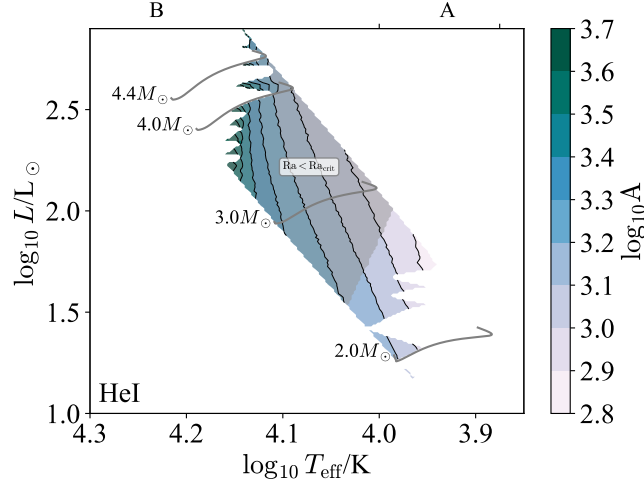 B A
4.4M⊙
4.0M⊙
3.0M⊙
2.0M⊙
Ra < Ra_crit
HeI
2.5
2.0
1.5
1.0
log₁₀ L/L⊙
4.3 4.2 4.1 4.0 3.9
log₁₀ T_eff/K
3.7
3.6
3.5
3.4
3.3
3.2
3.1
3.0
2.9
2.8
log₁₀A